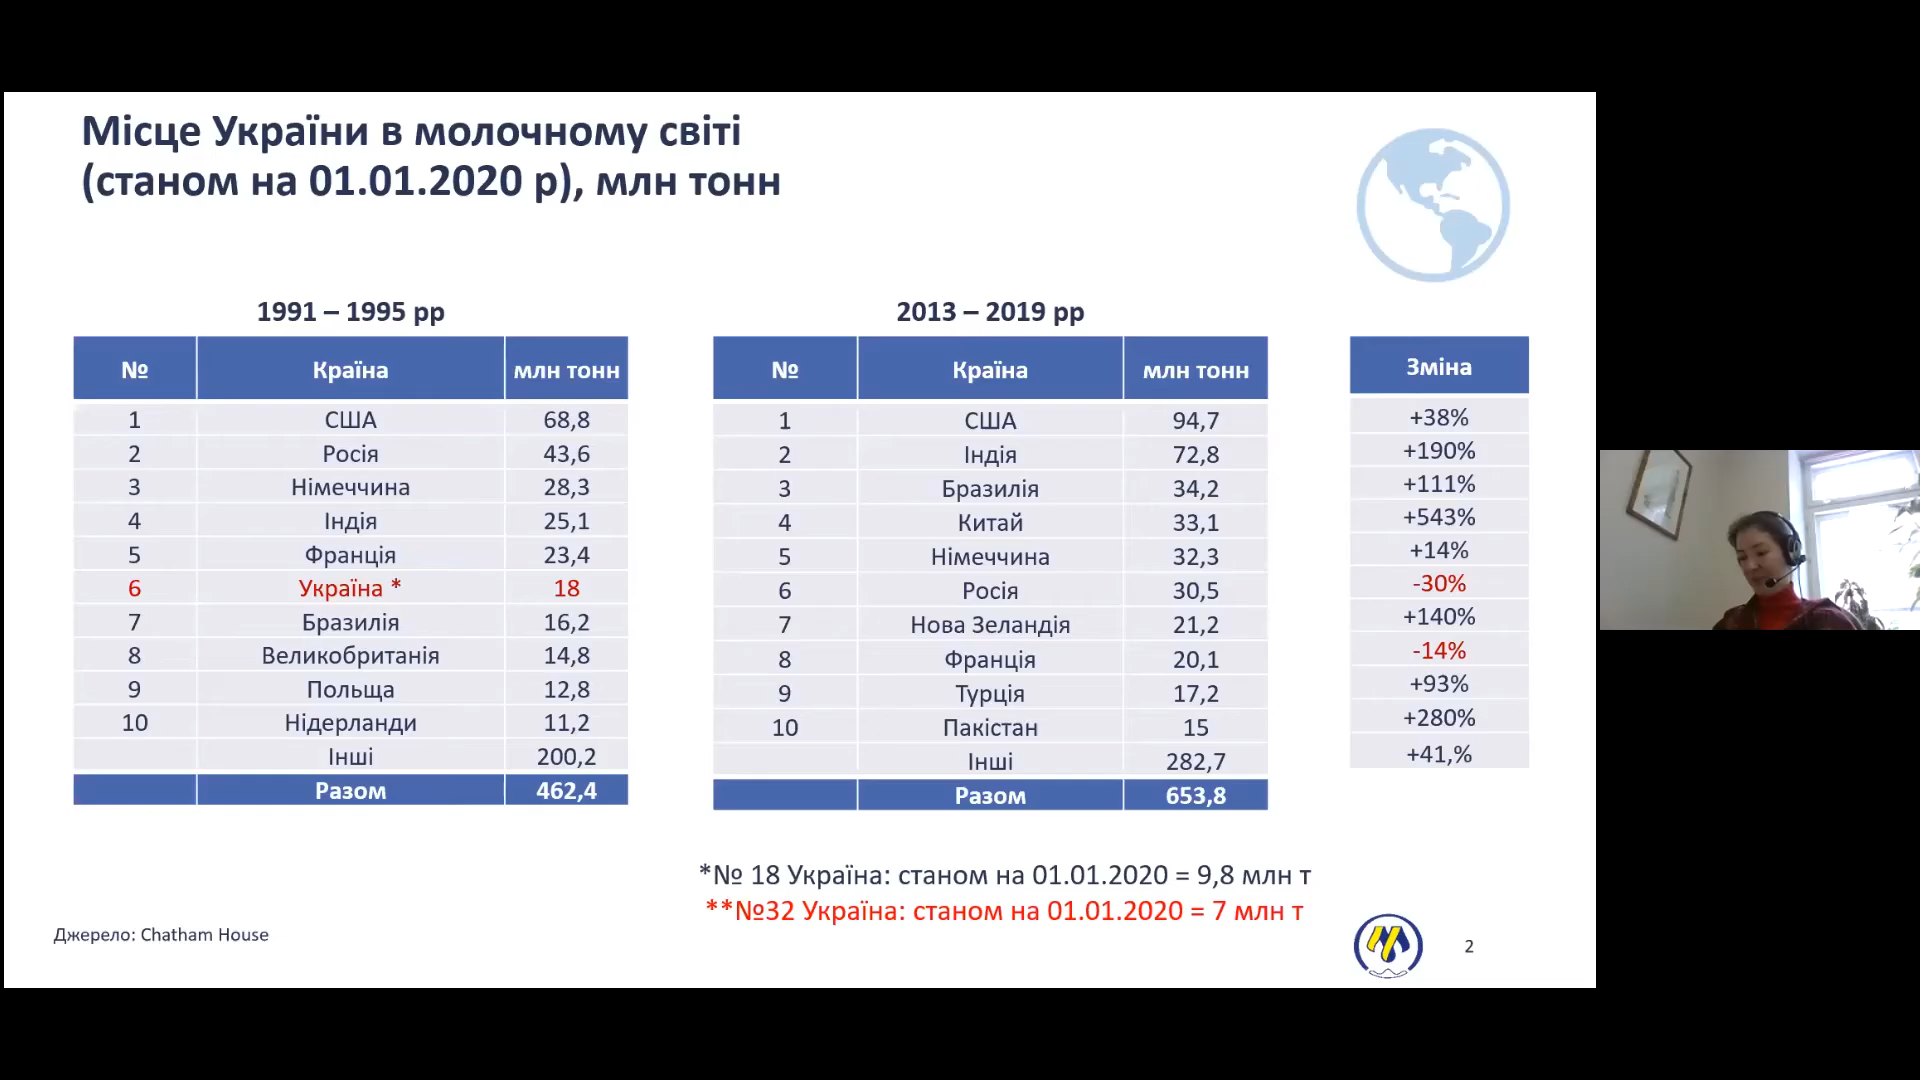 Місце України в молочному світі
(станом на 01.01.2020 р), млн тонн
1991 – 1995 рр
№ Країна млн тонн
1 США 68,8
2 Росія 43,6
3 Німеччина 28,3
4 Індія 25,1
5 Франція 23,4
6 Україна * 18
7 Бразилія 16,2
8 Великобританія 14,8
9 Польща 12,8
10 Нідерланди 11,2
Інші 200,2
Разом 462,4
2013 – 2019 рр
№ Країна млн тонн
1 США 94,7
2 Індія 72,8
3 Бразилія 34,2
4 Китай 33,1
5 Німеччина 32,3
6 Росія 30,5
7 Нова Зеландія 21,2
8 Франція 20,1
9 Турція 17,2
10 Пакістан 15
Інші 282,7
Разом 653,8
Зміна
+38%
+190%
+111%
+543%
+14%
-30%
+140%
-14%
+93%
+280%
+41,%
*№ 18 Україна: станом на 01.01.2020 = 9,8 млн т
**№32 Україна: станом на 01.01.2020 = 7 млн т
Джерело: Chatham House
2